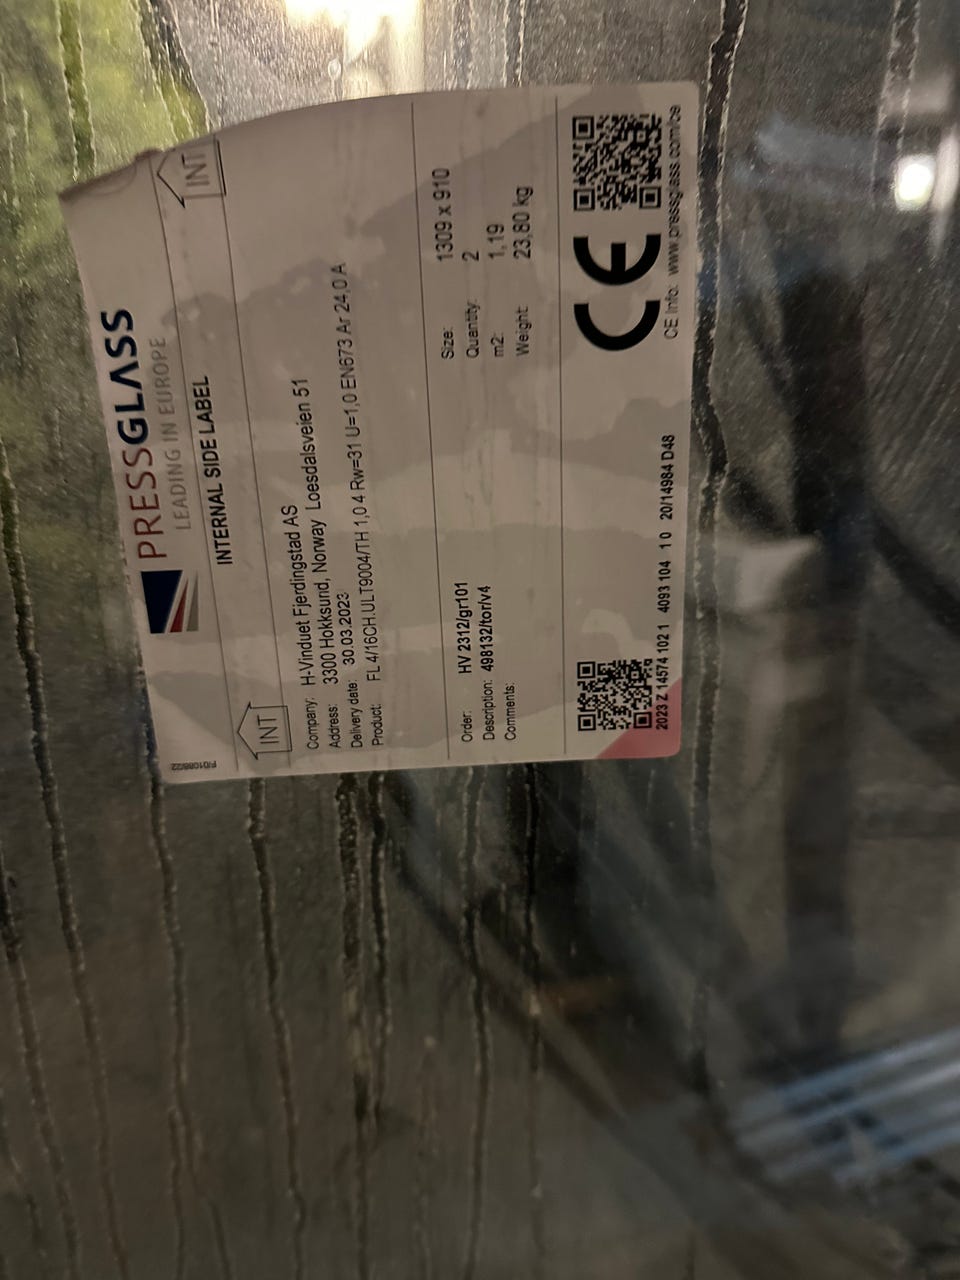 F/01088/22
PRESSGLASS
LEADING IN EUROPE
INT
INTERNAL SIDE LABEL
INT
Company: H-Vinduet Fjerdingstad AS
Address: 3300 Hokksund, Norway Loesdalsveien 51
Delivery date: 30.03.2023
Product: FL 4/16CH.ULT9004/TH 1,0 4 Rw=31 U=1,0 EN673 Ar 24,0/A
Order: HV 2312/gr101
Description: 498132/tor/v4
Comments:
Size: 1309 x 910
Quantity: 2
m2: 1,19
Weight: 23,80 kg
CE
2023 Z 14574 102 1 4093 104 1 0 20/14984 D48
CE info: www.pressglass.com/ce